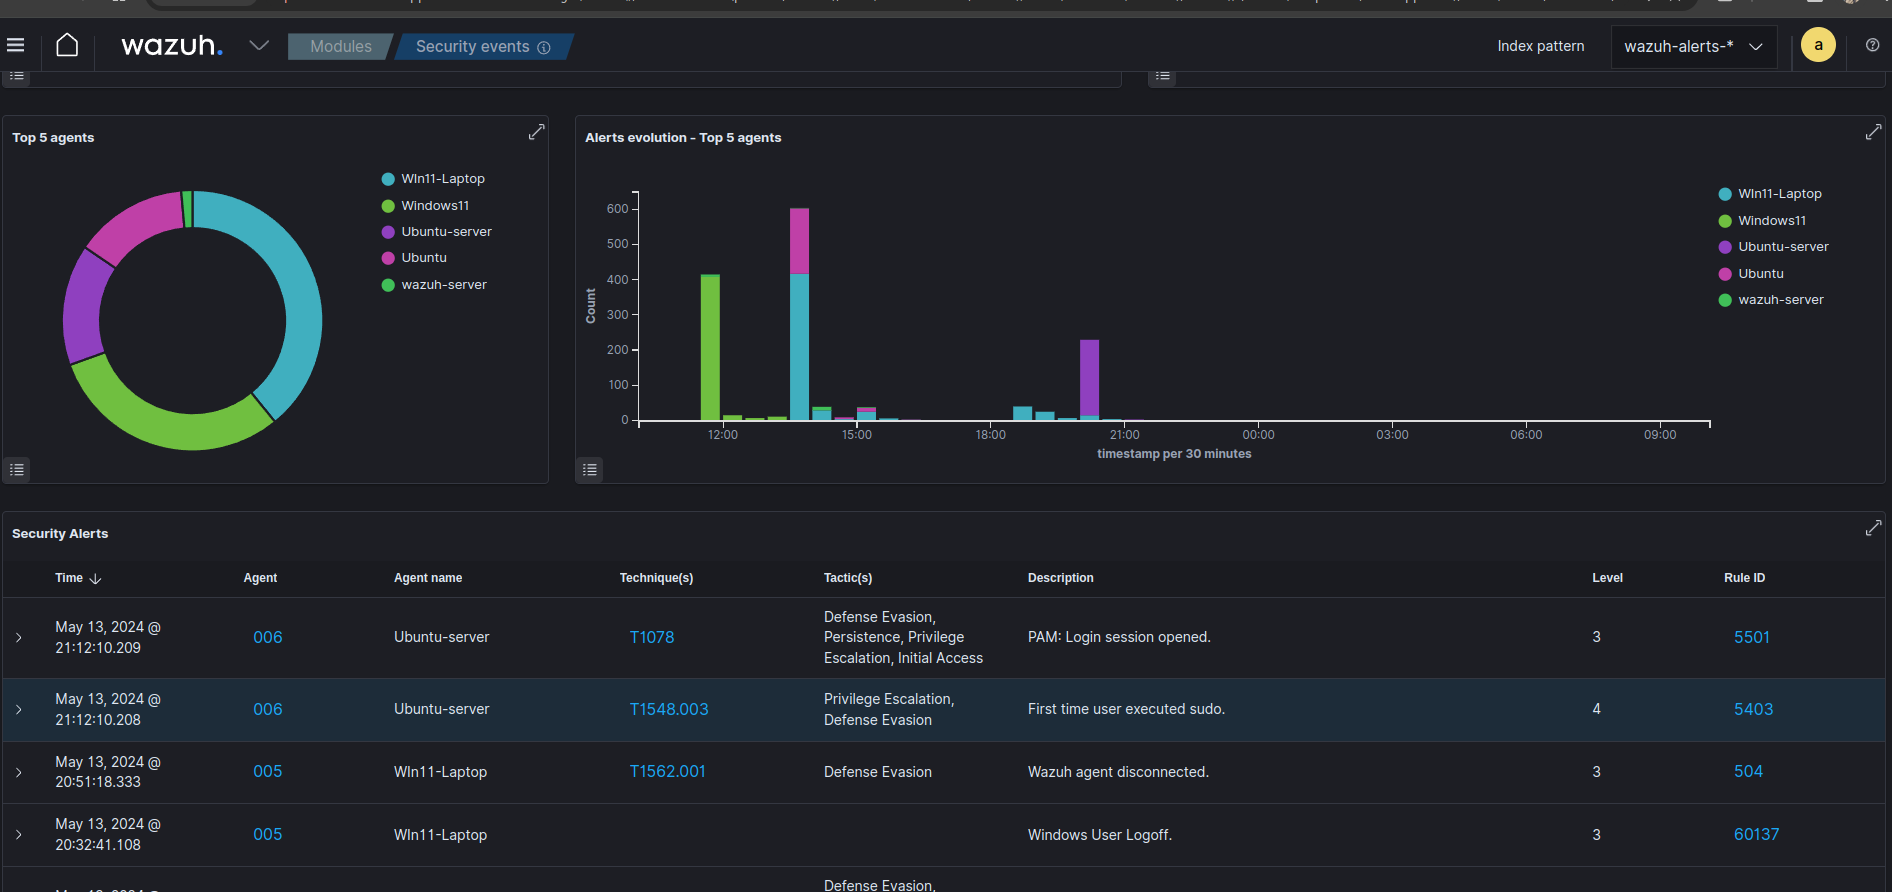 wazuh.
Modules
Security events
Index pattern
wazuh-alerts-*
a
Top 5 agents
WIn11-Laptop
Windows11
Ubuntu-server
Ubuntu
wazuh-server
Alerts evolution - Top 5 agents
Count
600
500
400
300
200
100
0
12:00
15:00
18:00
21:00
00:00
03:00
06:00
09:00
timestamp per 30 minutes
WIn11-Laptop
Windows11
Ubuntu-server
Ubuntu
wazuh-server
Security Alerts
Time Agent Agent name Technique(s) Tactic(s) Description Level Rule ID
May 13, 2024 @
21:12:10.209
006
Ubuntu-server
T1078
Defense Evasion,
Persistence, Privilege
Escalation, Initial Access
PAM: Login session opened.
3
5501
May 13, 2024 @
21:12:10.208
006
Ubuntu-server
T1548.003
Privilege Escalation,
Defense Evasion
First time user executed sudo.
4
5403
May 13, 2024 @
20:51:18.333
005
WIn11-Laptop
T1562.001
Defense Evasion
Wazuh agent disconnected.
3
504
May 13, 2024 @
20:32:41.108
005
WIn11-Laptop
Windows User Logoff.
3
60137
Defense Evasion,